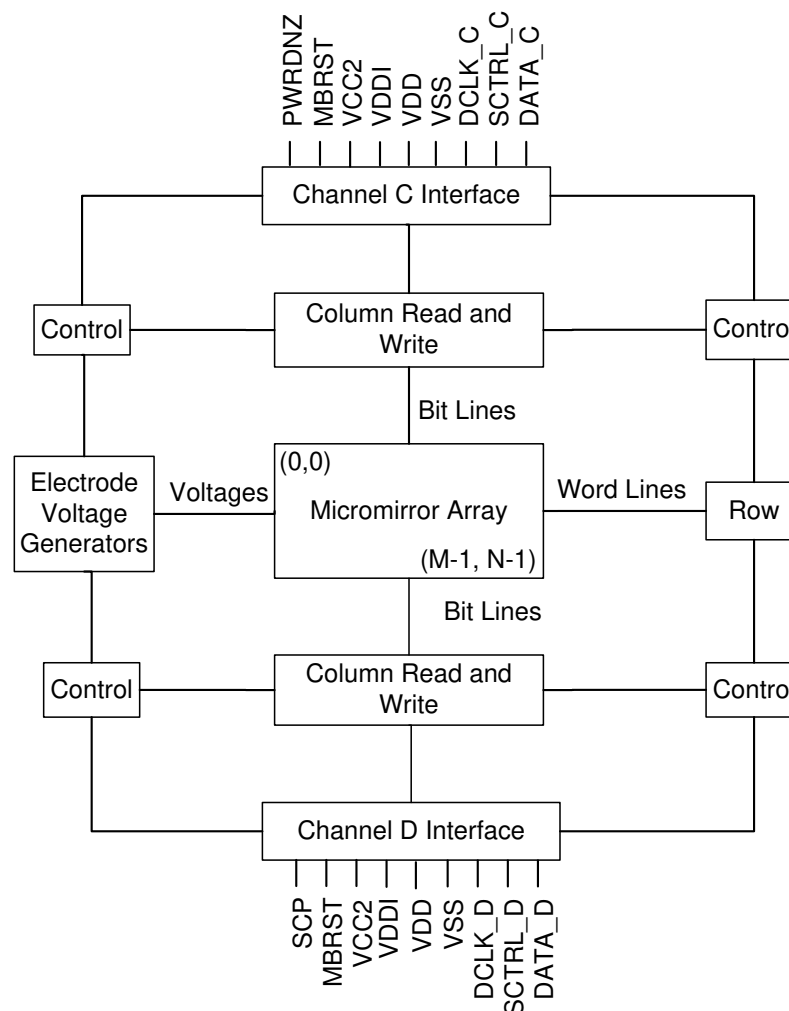 PWRDNZ
MBRST
VCC2
VDDI
VDD
VSS
DCLK_C
SCTRL_C
DATA_C
Channel C Interface
Control
Column Read and
Write
Control
Bit Lines
(0,0)
Micromirror Array
(M-1, N-1)
Electrode
Voltage
Generators
Voltages
Word Lines
Row
Bit Lines
Control
Column Read and
Write
Control
Channel D Interface
SCP
MBRST
VCC2
VDDI
VDD
VSS
DCLK_D
SCTRL_D
DATA_D